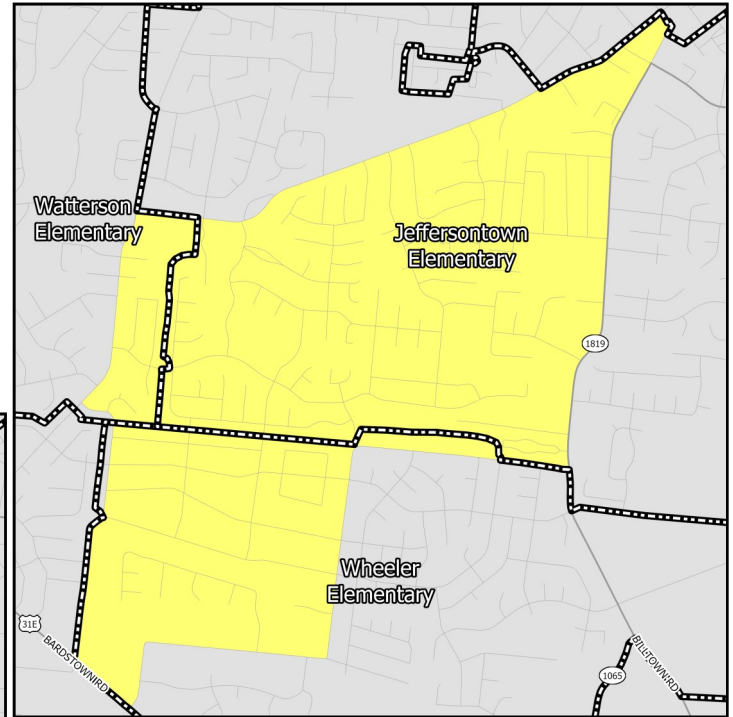 Watterson
Elementary
Jeffersontown
Elementary
1819
Wheeler
Elementary
31E
BARDSTOWN RD
BILLTOWN RD
1065